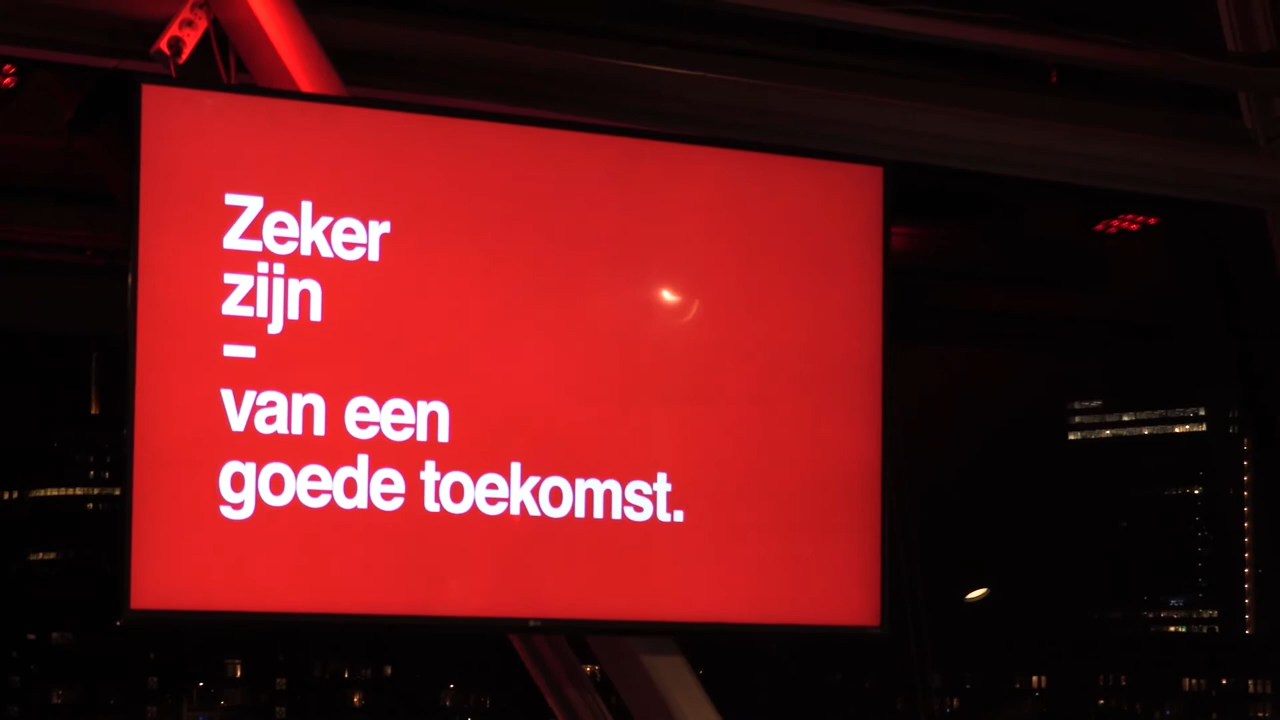 Zeker
zijn
–
van een
goede toekomst.